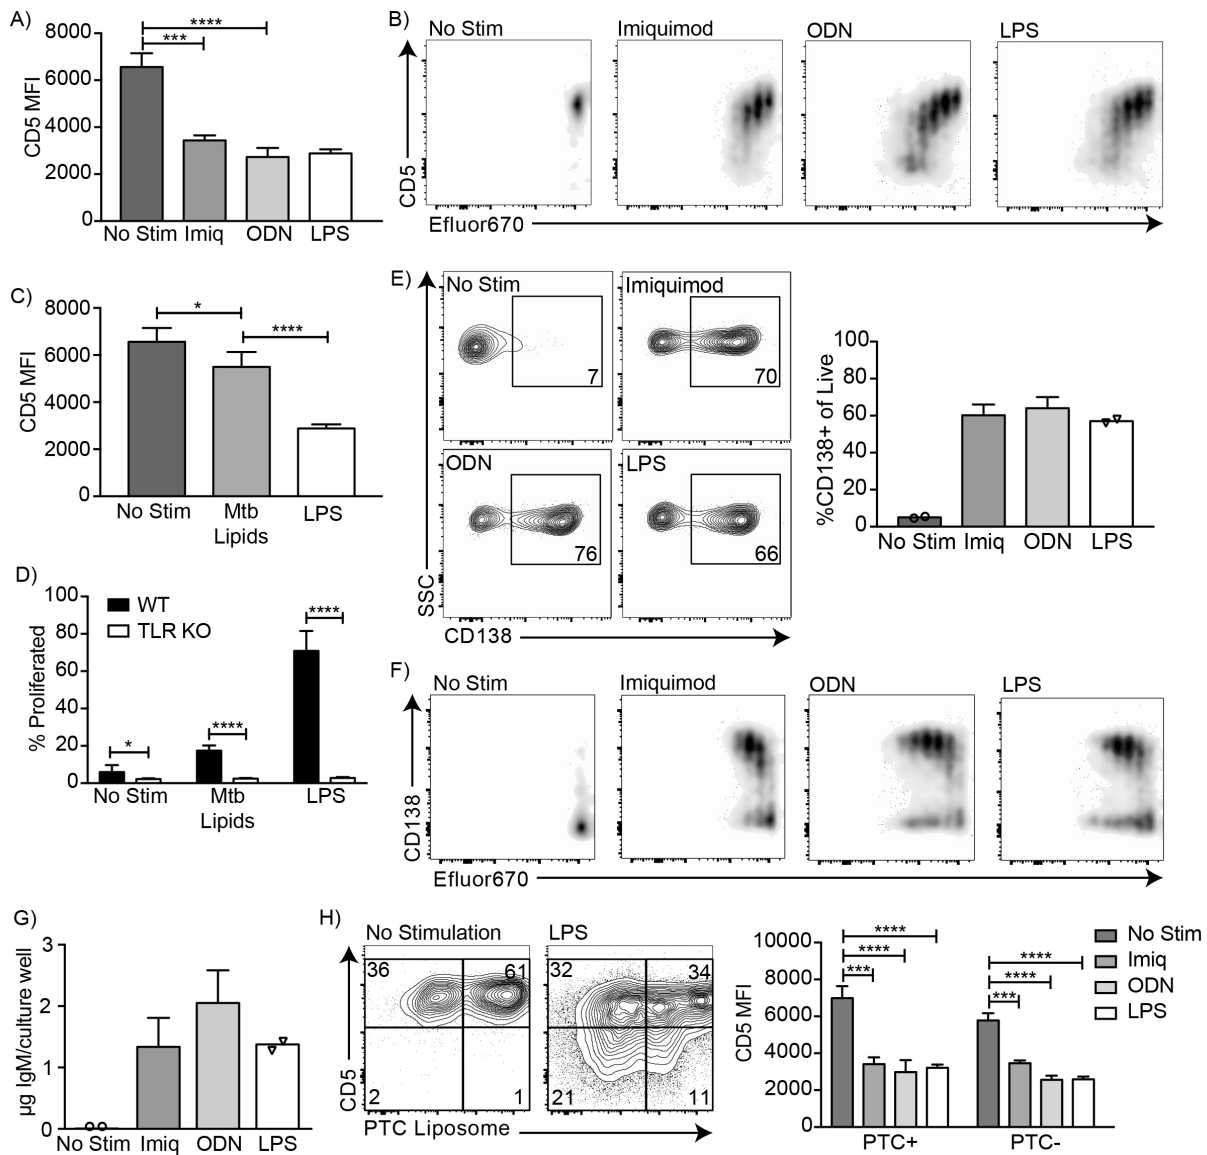 A)
8000
6000
4000
2000
0
CD5 MFI
****
***
No Stim Imiq ODN LPS
B)
No Stim Imiquimod ODN LPS
CD5
Efluor670
C)
8000
6000
4000
2000
0
CD5 MFI
*
****
No Stim Mtb Lipids LPS
D)
100
80
60
40
20
0
% Proliferated
WT
TLR KO
*
****
****
No Stim Mtb Lipids LPS
E)
No Stim Imiquimod
7 70
ODN LPS
76 66
SSC
CD138
100
80
60
40
20
0
%CD138+ of Live
No Stim Imiq ODN LPS
F)
No Stim Imiquimod ODN LPS
CD138
Efluor670
G)
3
2
1
0
µg IgM/culture well
No Stim Imiq ODN LPS
H)
No Stimulation LPS
36 61 32 34
2 1 21 11
CD5
PTC Liposome
10000
8000
6000
4000
2000
0
CD5 MFI
****
****
***
****
****
***
PTC+ PTC-
No Stim
Imiq
ODN
LPS